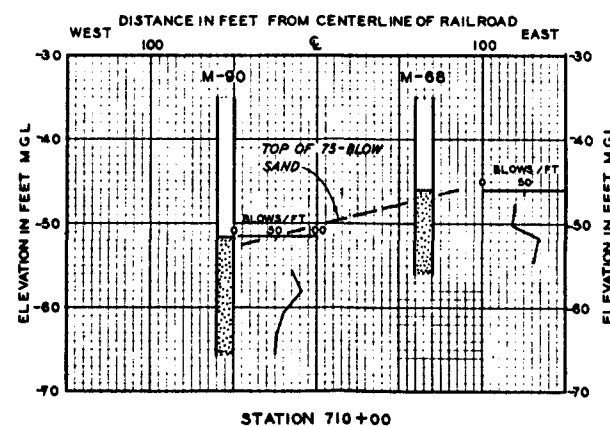 DISTANCE IN FEET FROM CENTERLINE OF RAILROAD
WEST 100 ℄ 100 EAST
-30 -30
M-90 M-68
-40 -40
TOP OF 75-BLOW
SAND
BLOWS/FT
0 50
-50 -50
BLOWS/FT
0 50 100
-60 -60
-70 -70
ELEVATION IN FEET MGL
ELEVATION IN FEET MGL
STATION 710+00